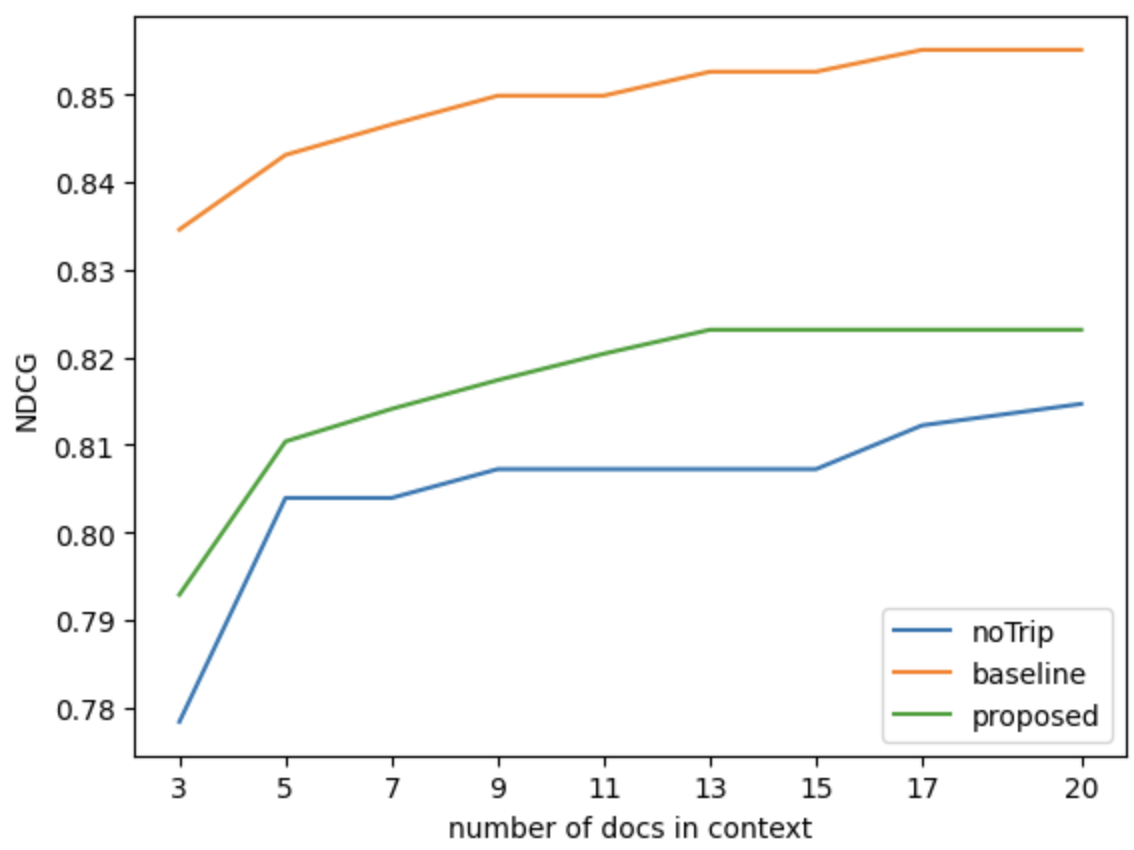 0.85
0.84
0.83
0.82
0.81
0.80
0.79
0.78
NDCG
noTrip
baseline
proposed
3 5 7 9 11 13 15 17 20
number of docs in context